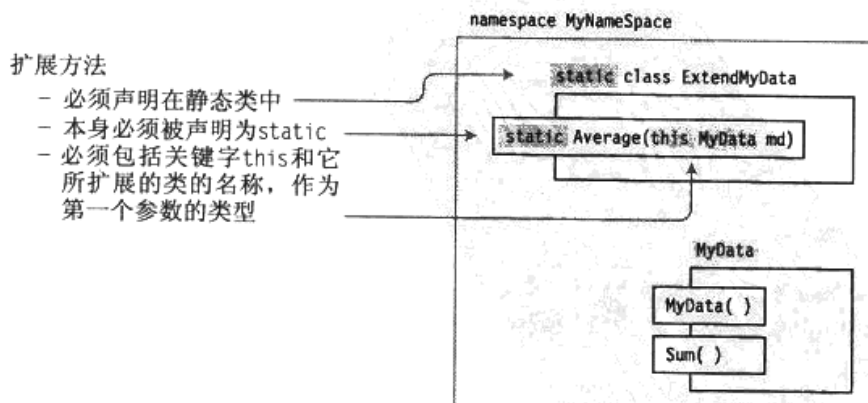 namespace MyNameSpace
扩展方法
- 必须声明在静态类中
- 本身必须被声明为static
- 必须包括关键字this和它
所扩展的类的名称，作为
第一个参数的类型
static class ExtendMyData
static Average(this MyData md)
MyData
MyData( )
Sum( )